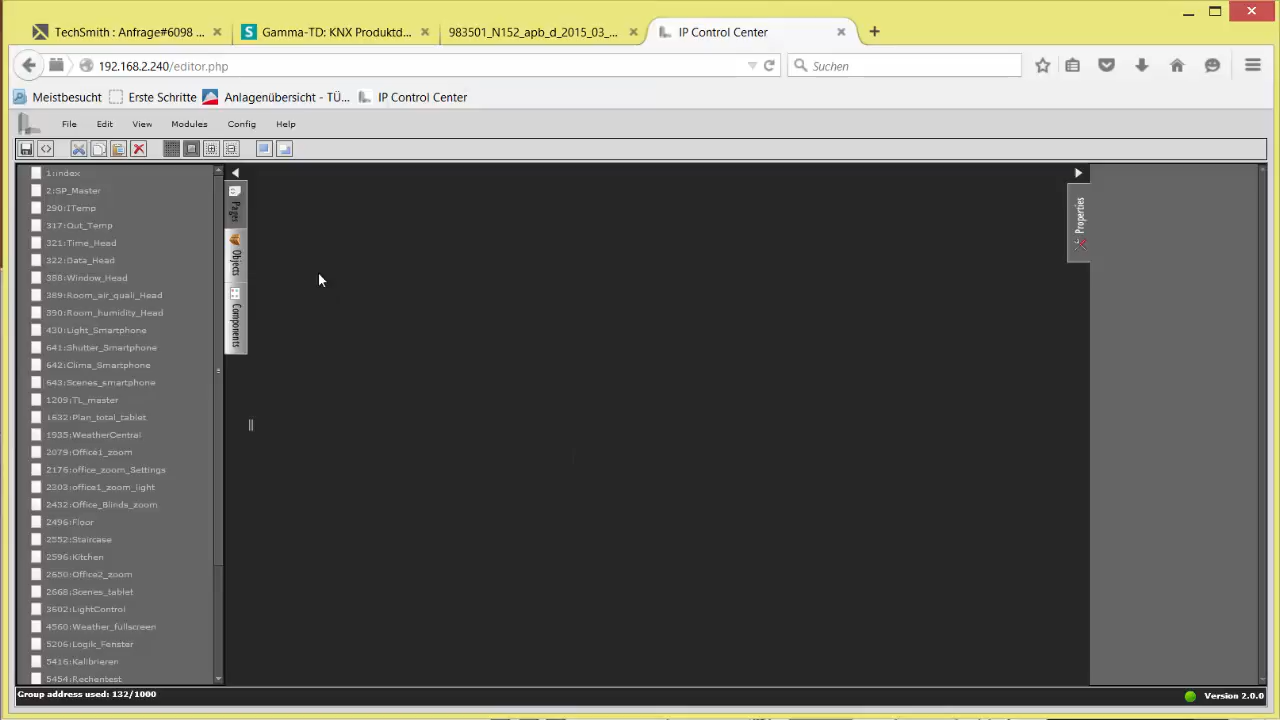 TechSmith : Anfrage#6098 ...
Gamma-TD: KNX Produktd...
983501_N152_apb_d_2015_03_...
IP Control Center
192.168.2.240/editor.php
Suchen
Meistbesucht
Erste Schritte
Anlagenübersicht - TÜ...
IP Control Center
File Edit View Modules Config Help
1:index
2:SP_Master
290:ITemp
317:Out_Temp
321:Time_Head
322:Data_Head
388:Window_Head
389:Room_air_quali_Head
390:Room_humidity_Head
430:Light_Smartphone
641:Shutter_Smartphone
642:Clima_Smartphone
643:Scenes_smartphone
1209:TL_master
1632:Plan_total_tablet
1935:WeatherCentral
2079:Office1_zoom
2176:office_zoom_Settings
2303:office1_zoom_light
2432:Office_Blinds_zoom
2496:Floor
2552:Staircase
2596:Kitchen
2650:Office2_zoom
2668:Scenes_tablet
3602:LightControl
4560:Weather_fullscreen
5206:Logik_Fenster
5416:Kalibrieren
5454:Rechentest
Pages
Objects
Components
Properties
Group address used: 132/1000
Version 2.0.0